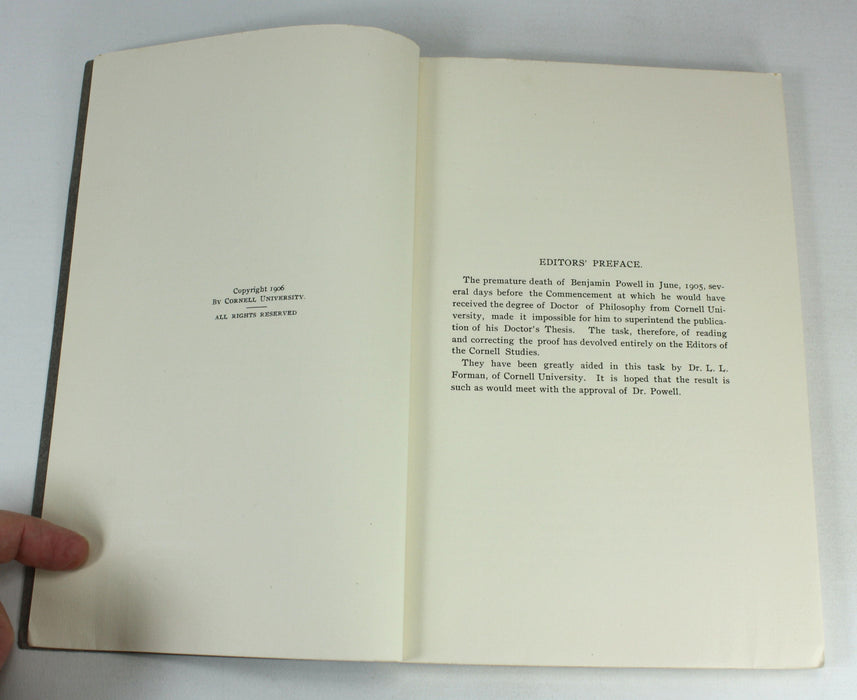 Copyright 1906
By Cornell University.
ALL RIGHTS RESERVED
EDITORS' PREFACE.
The premature death of Benjamin Powell in June, 1905, sev-
eral days before the Commencement at which he would have
received the degree of Doctor of Philosophy from Cornell Uni-
versity, made it impossible for him to superintend the publica-
tion of his Doctor's Thesis. The task, therefore, of reading
and correcting the proof has devolved entirely on the Editors of
the Cornell Studies.
They have been greatly aided in this task by Dr. L. L.
Forman, of Cornell University. It is hoped that the result is
such as would meet with the approval of Dr. Powell.